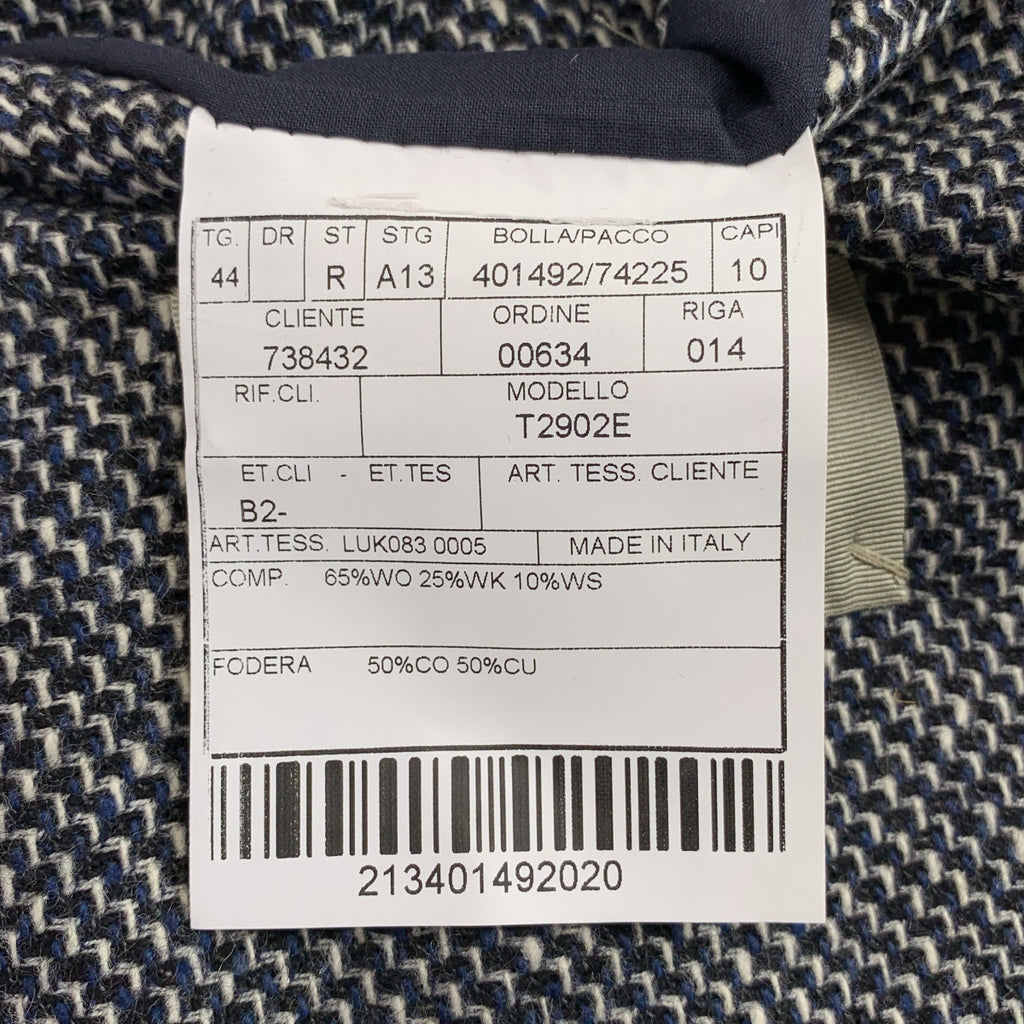 TG. DR ST STG BOLLA/PACCO CAPI
44 R A13 401492/74225 10
CLIENTE ORDINE RIGA
738432 00634 014
RIF.CLI. MODELLO
T2902E
ET.CLI - ET.TES ART. TESS. CLIENTE
B2-
ART.TESS. LUK083 0005 MADE IN ITALY
COMP. 65%WO 25%WK 10%WS
FODERA 50%CO 50%CU
213401492020